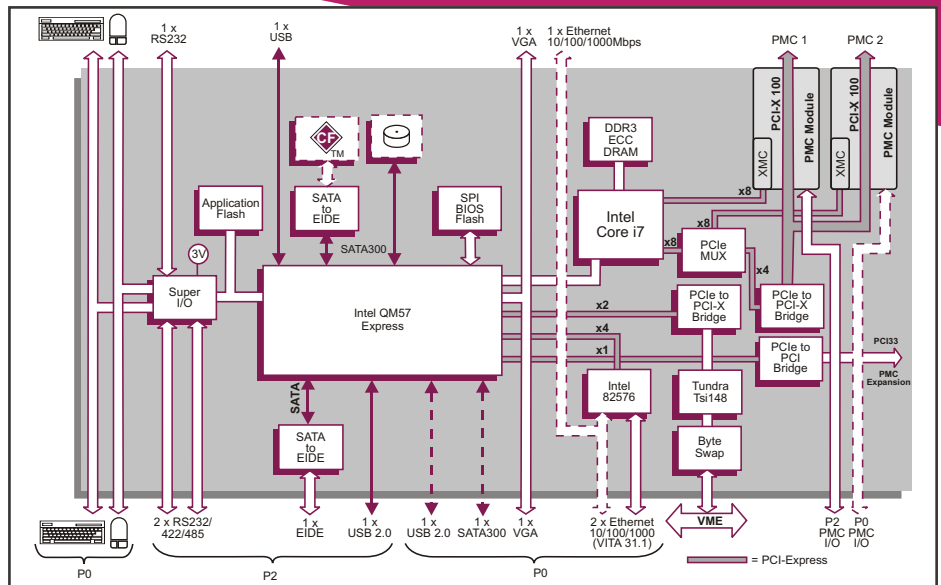 1 x
RS232
1 x
USB
1 x
VGA
1 x Ethernet
10/100/1000Mbps
PMC 1
PMC 2
PCI-X 100
PMC Module
XMC
PCI-X 100
PMC Module
XMC
CF
TM
DDR3
ECC
DRAM
x8
Application
Flash
SATA
to
EIDE
SPI
BIOS
Flash
Intel
Core i7
x8
x8
PCIe
MUX
x4
SATA300
3V
Super
I/O
Intel QM57
Express
x2
x4
x1
PCIe to
PCI-X
Bridge
PCIe to
PCI-X
Bridge
PCIe to
PCI
Bridge
PCI33
PMC
Expansion
SATA
SATA
to
EIDE
Intel
82576
Tundra
Tsi148
Byte
Swap
2 x RS232/
422/485
1 x
EIDE
1 x
USB 2.0
1 x
USB 2.0
1 x
SATA300
1 x
VGA
2 x Ethernet
10/100/1000
(VITA 31.1)
VME
P2
PMC
I/O
P0
PMC
I/O
P0
P2
P0
= PCI-Express